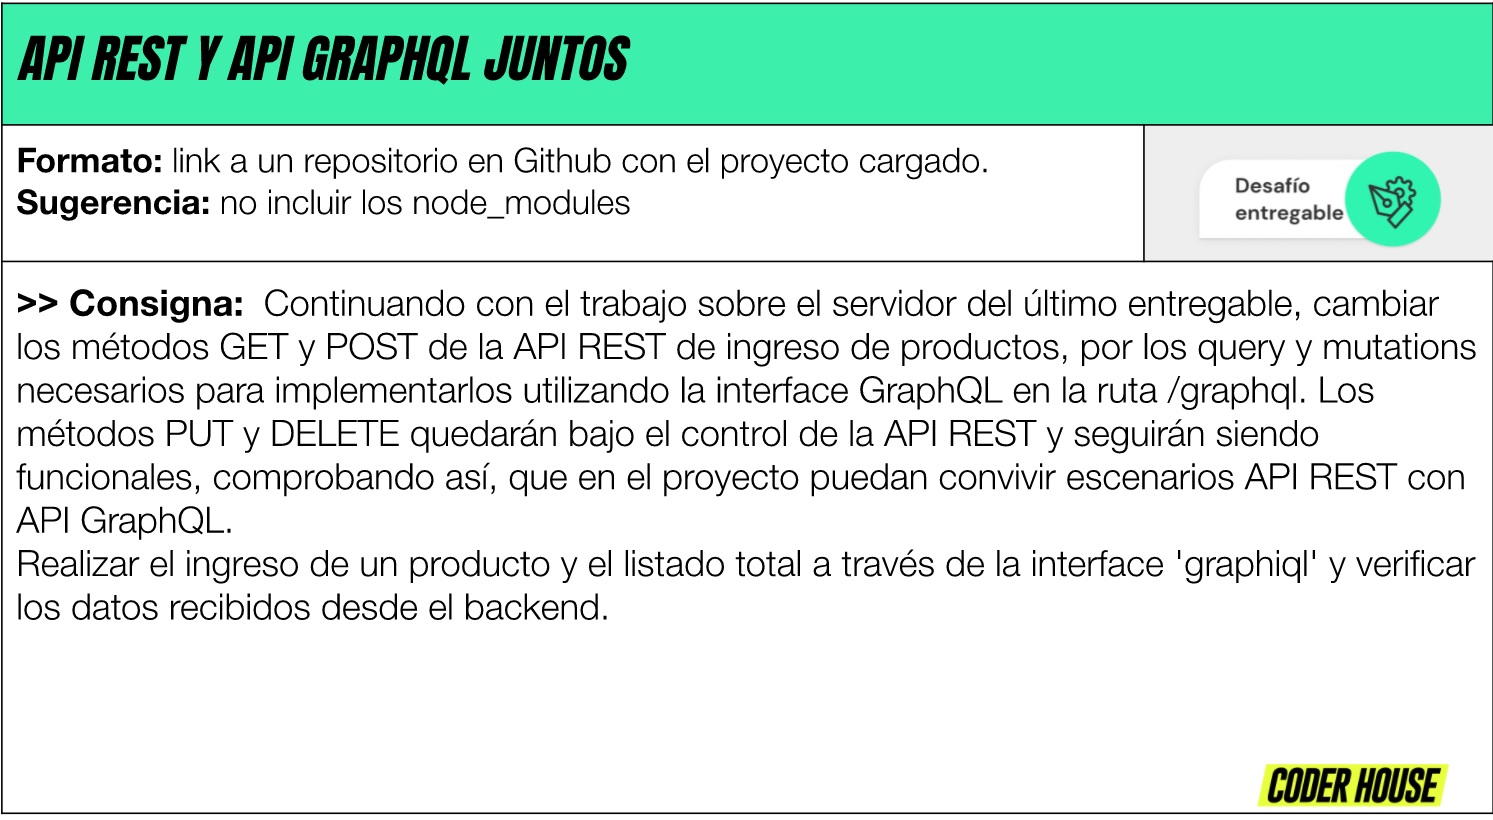 API REST Y API GRAPHQL JUNTOS
Formato: link a un repositorio en Github con el proyecto cargado.
Sugerencia: no incluir los node_modules
Desafío
entregable
>> Consigna: Continuando con el trabajo sobre el servidor del último entregable, cambiar
los métodos GET y POST de la API REST de ingreso de productos, por los query y mutations
necesarios para implementarlos utilizando la interface GraphQL en la ruta /graphql. Los
métodos PUT y DELETE quedarán bajo el control de la API REST y seguirán siendo
funcionales, comprobando así, que en el proyecto puedan convivir escenarios API REST con
API GraphQL.
Realizar el ingreso de un producto y el listado total a través de la interface 'graphiql' y verificar
los datos recibidos desde el backend.
CODER HOUSE